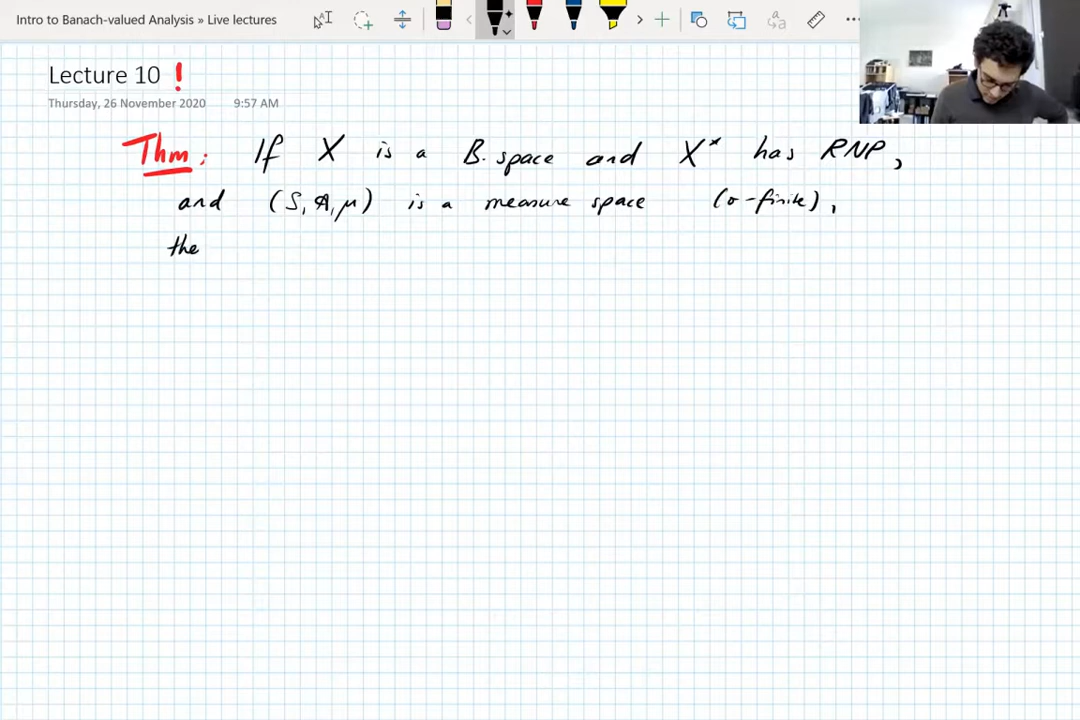 Intro to Banach-valued Analysis » Live lectures
Lecture 10 !
Thursday, 26 November 2020 9:57 AM
Thm: If X is a B. space and X* has RNP,
and (S, A, μ) is a measure space (σ-finite),
the